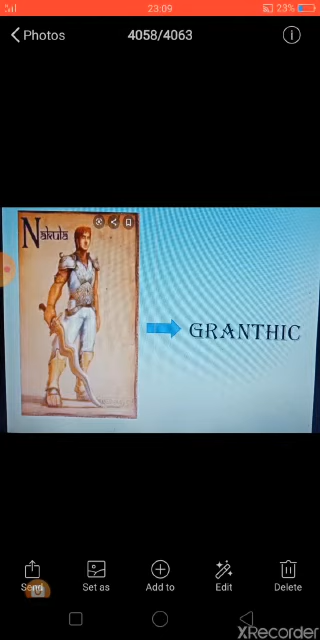 23:09
23%
Photos
4058/4063
Nakula
GRANTHIC
Send
Set as
Add to
Edit
Delete
XRecorder